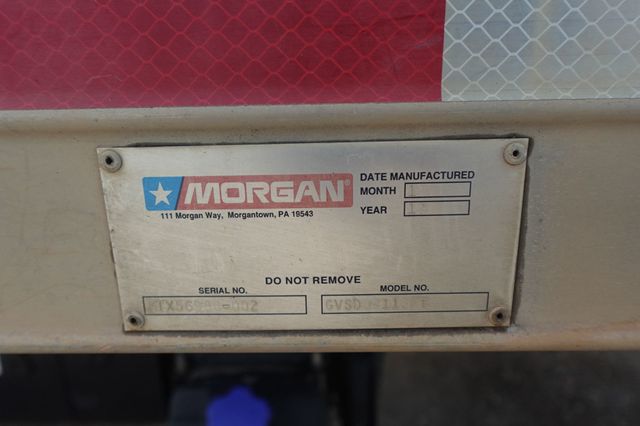 MORGAN®
111 Morgan Way, Morgantown, PA 19543
DATE MANUFACTURED
MONTH
YEAR
DO NOT REMOVE
SERIAL NO.
MODEL NO.